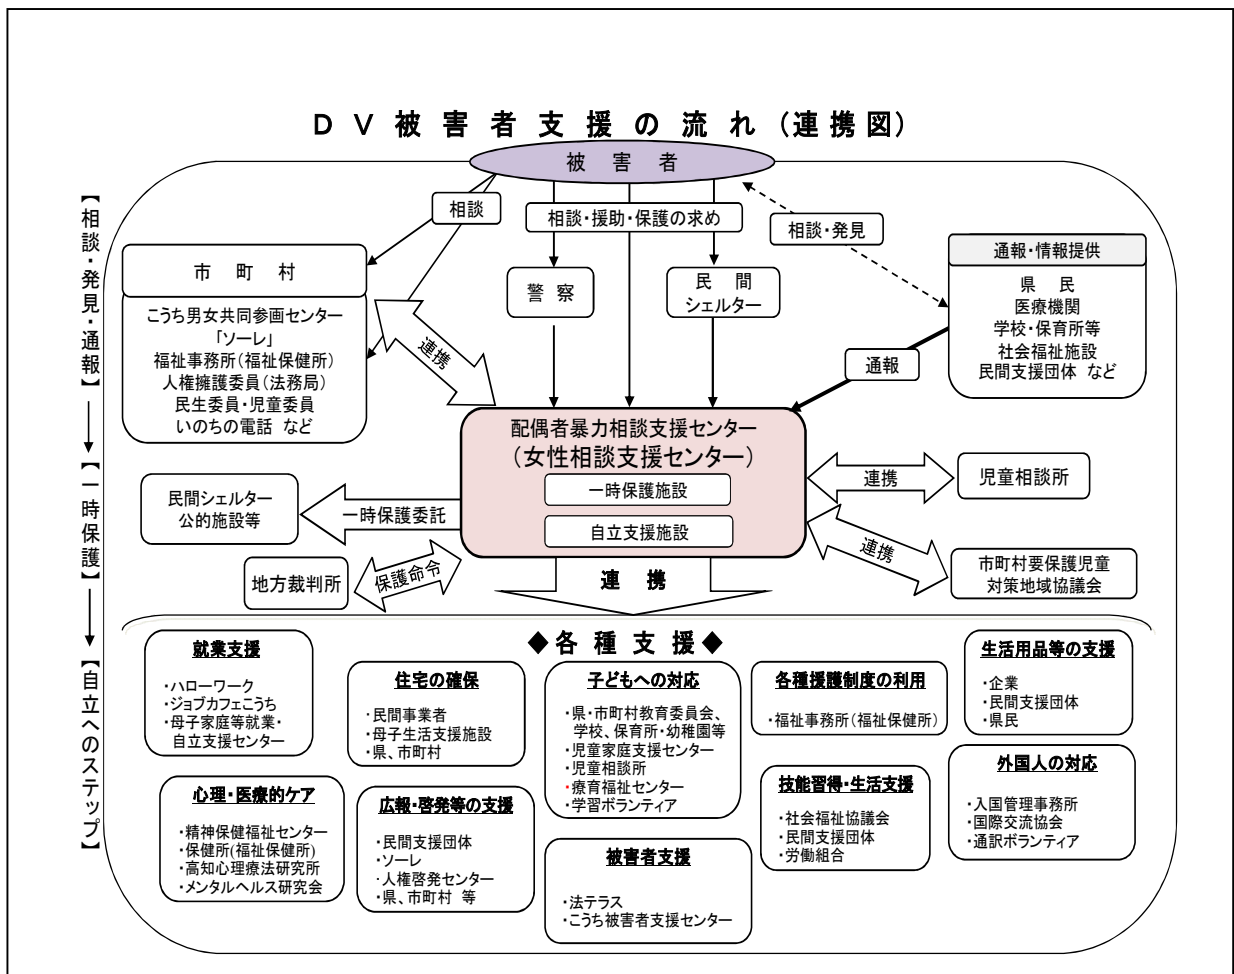 ＤＶ被害者支援の流れ（連携図）
被 害 者
【相談・発見・通報】
【一時保護】
【自立へのステップ】
相談
相談・援助・保護の求め
相談・発見
市 町 村
こうち男女共同参画センター
「ソーレ」
福祉事務所（福祉保健所）
人権擁護委員（法務局）
民生委員・児童委員
いのちの電話 など
警 察
民 間
シェルター
通報・情報提供
県 民
医療機関
学校・保育所等
社会福祉施設
民間支援団体 など
連携
通報
配偶者暴力相談支援センター
（女性相談支援センター）
一時保護施設
自立支援施設
民間シェルター
公的施設等
一時保護委託
連携
児童相談所
地方裁判所
保護命令
連 携
連携
市町村要保護児童
対策地域協議会
◆各 種 支 援◆
就業支援
・ハローワーク
・ジョブカフェこうち
・母子家庭等就業・
自立支援センター
住宅の確保
・民間事業者
・母子生活支援施設
・県、市町村
子どもへの対応
・県・市町村教育委員会、
学校、保育所・幼稚園等
・児童家庭支援センター
・児童相談所
・療育福祉センター
・学習ボランティア
各種援護制度の利用
・福祉事務所（福祉保健所）
生活用品等の支援
・企業
・民間支援団体
・県民
心理・医療的ケア
・精神保健福祉センター
・保健所(福祉保健所)
・高知心理療法研究所
・メンタルヘルス研究会
広報・啓発等の支援
・民間支援団体
・ソーレ
・人権啓発センター
・県、市町村 等
被害者支援
・法テラス
・こうち被害者支援センター
技能習得・生活支援
・社会福祉協議会
・民間支援団体
・労働組合
外国人の対応
・入国管理事務所
・国際交流協会
・通訳ボランティア